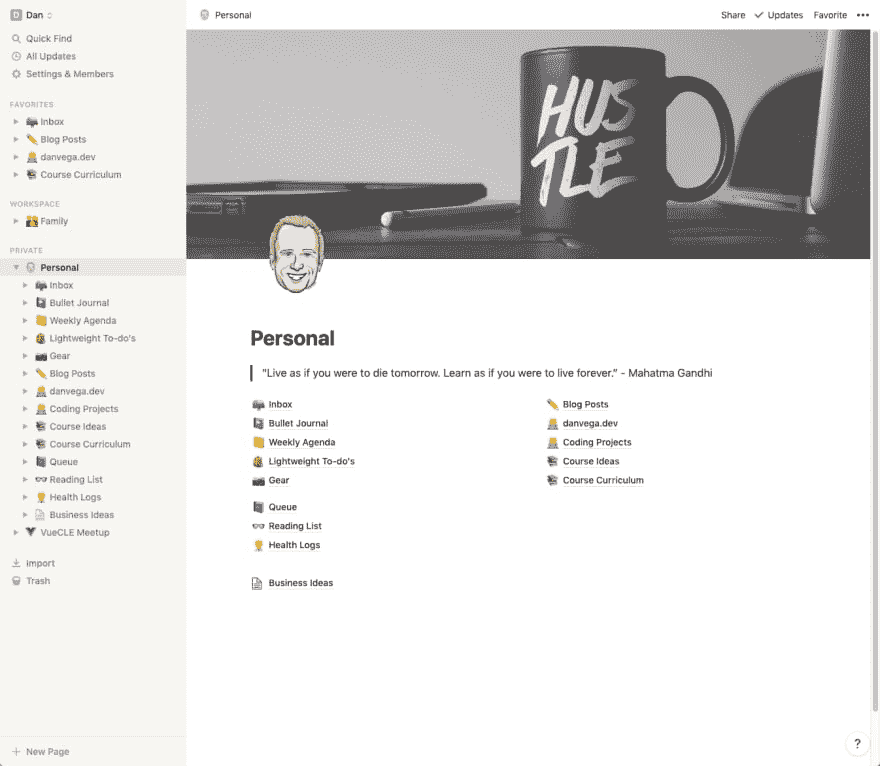 D Dan
Quick Find
All Updates
Settings & Members
FAVORITES
Inbox
Blog Posts
danvega.dev
Course Curriculum
WORKSPACE
Family
PRIVATE
Personal
Inbox
Bullet Journal
Weekly Agenda
Lightweight To-do's
Gear
Blog Posts
danvega.dev
Coding Projects
Course Ideas
Course Curriculum
Queue
Reading List
Health Logs
Business Ideas
VueCLE Meetup
Import
Trash
New Page
Personal
Share Updates Favorite
HUS
TLE
Personal
"Live as if you were to die tomorrow. Learn as if you were to live forever." - Mahatma Gandhi
Inbox
Bullet Journal
Weekly Agenda
Lightweight To-do's
Gear
Blog Posts
danvega.dev
Coding Projects
Course Ideas
Course Curriculum
Queue
Reading List
Health Logs
Business Ideas
?